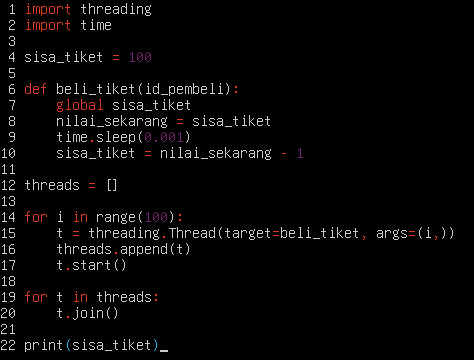 1 import threading
2 import time
3
4 sisa_tiket = 100
5
6 def beli_tiket(id_pembeli):
7     global sisa_tiket
8     nilai_sekarang = sisa_tiket
9     time.sleep(0.001)
10     sisa_tiket = nilai_sekarang - 1
11
12 threads = []
13
14 for i in range(100):
15     t = threading.Thread(target=beli_tiket, args=(i,))
16     threads.append(t)
17     t.start()
18
19 for t in threads:
20     t.join()
21
22 print(sisa_tiket)_